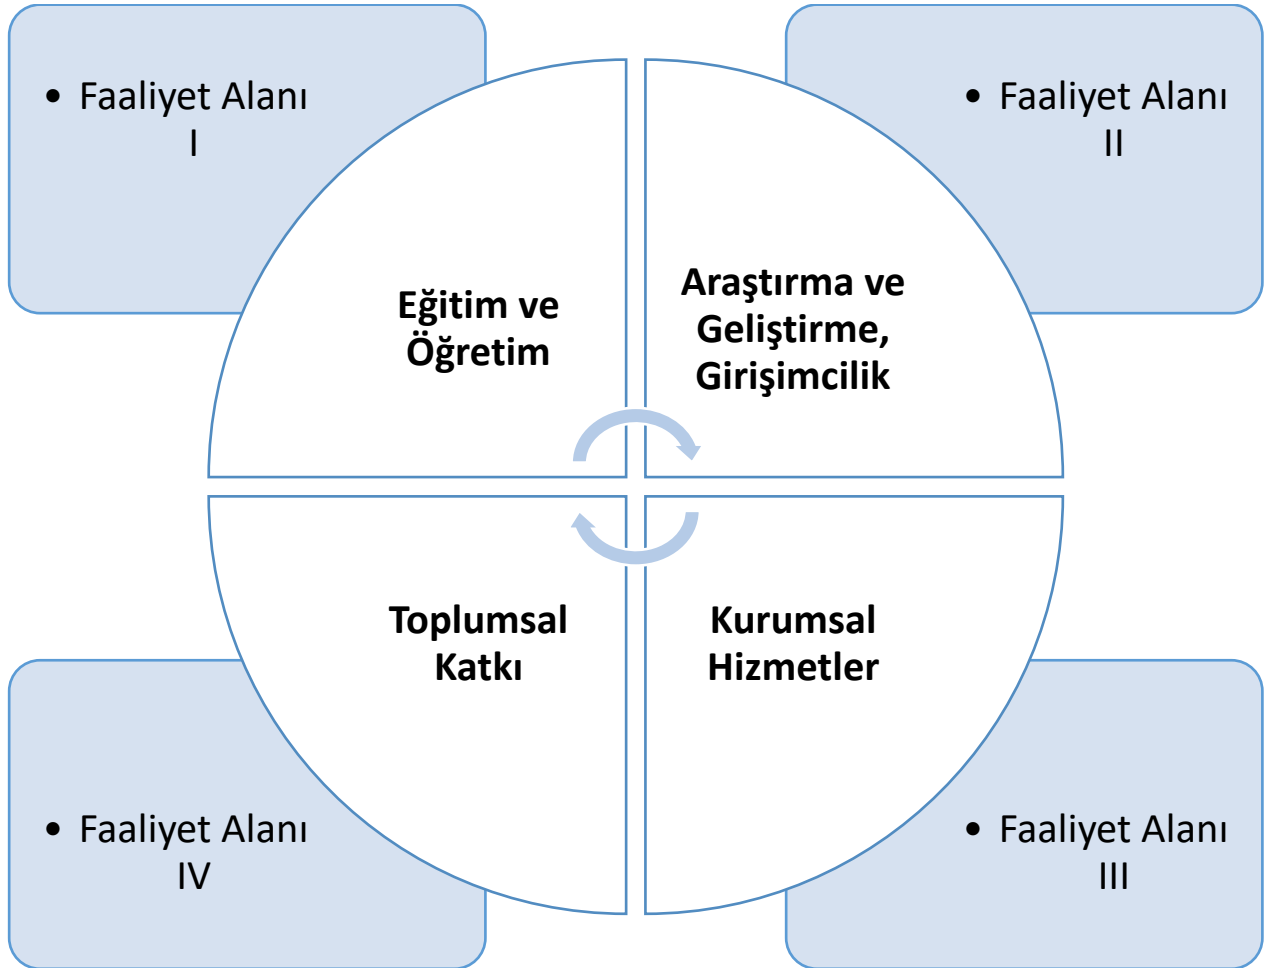 • Faaliyet Alanı
I
• Faaliyet Alanı
II
Eğitim ve
Öğretim
Araştırma ve
Geliştirme,
Girişimcilik
Toplumsal
Katkı
Kurumsal
Hizmetler
• Faaliyet Alanı
IV
• Faaliyet Alanı
III